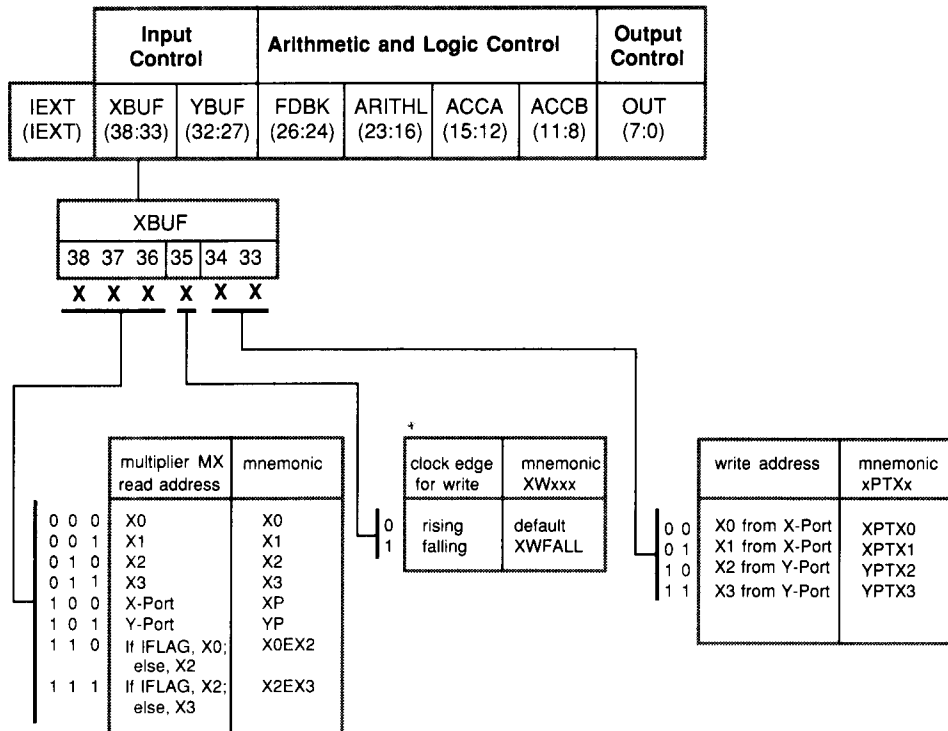 Input Control
Arithmetic and Logic Control
Output Control
IEXT XBUF YBUF FDBK ARITHL ACCA ACCB OUT
(IEXT) (38:33) (32:27) (26:24) (23:16) (15:12) (11:8) (7:0)
XBUF
38 37 36 35 34 33
X X X X X X
multiplier MX read address mnemonic
0 0 0 X0 X0
0 0 1 X1 X1
0 1 0 X2 X2
0 1 1 X3 X3
1 0 0 X-Port XP
1 0 1 Y-Port YP
1 1 0 If IFLAG, X0; X0EX2
else, X2
1 1 1 If IFLAG, X2; X2EX3
else, X3
+
clock edge for write mnemonic XWxxx
0 rising default
1 falling XWFALL
write address mnemonic xPTXx
0 0 X0 from X-Port XPTX0
0 1 X1 from X-Port XPTX1
1 0 X2 from Y-Port YPTX2
1 1 X3 from Y-Port YPTX3